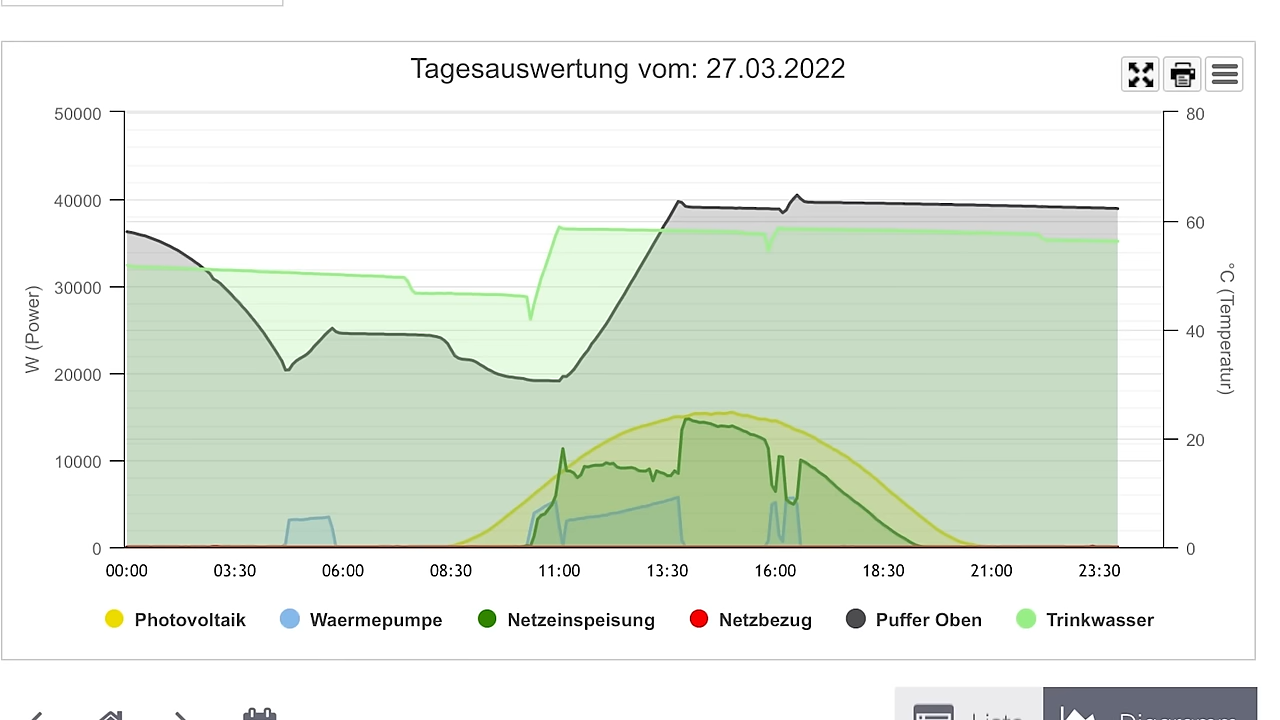 Tagesauswertung vom: 27.03.2022
50000
40000
30000
20000
10000
0
W (Power)
80
60
40
20
0
°C (Temperatur)
00:00 03:30 06:00 08:30 11:00 13:30 16:00 18:30 21:00 23:30
Photovoltaik Waermepumpe Netzeinspeisung Netzbezug Puffer Oben Trinkwasser
Liste Diagramm